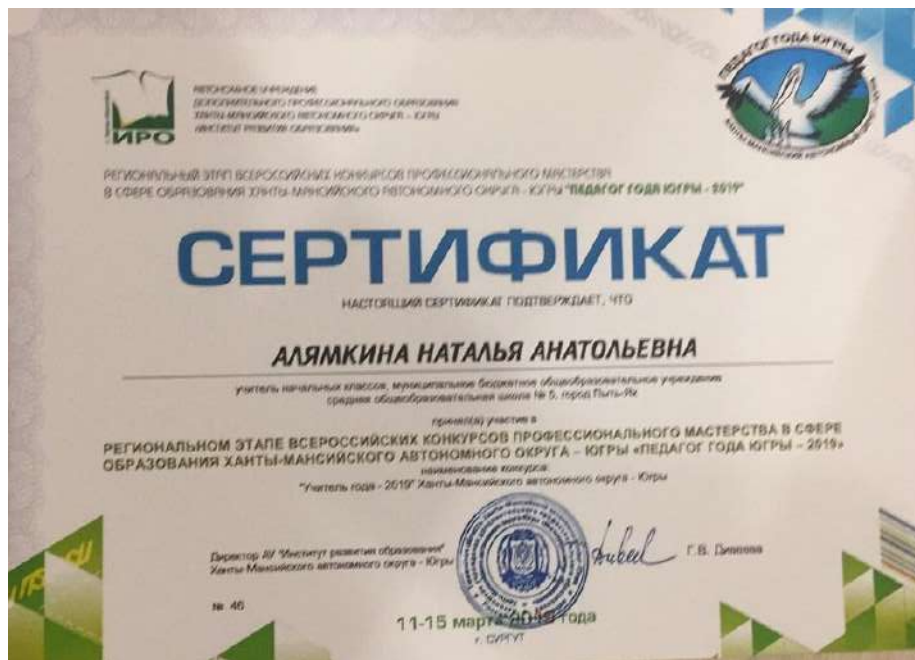 АВТОНОМНОЕ УЧРЕЖДЕНИЕ
ДОПОЛНИТЕЛЬНОГО ПРОФЕССИОНАЛЬНОГО ОБРАЗОВАНИЯ
ХАНТЫ-МАНСИЙСКОГО АВТОНОМНОГО ОКРУГА – ЮГРЫ
«ИНСТИТУТ РАЗВИТИЯ ОБРАЗОВАНИЯ»
ИРО
ПЕДАГОГ ГОДА ЮГРЫ
ХАНТЫ-МАНСИЙСКИЙ АВТОНОМНЫЙ ОКРУГ
РЕГИОНАЛЬНЫЙ ЭТАП ВСЕРОССИЙСКИХ КОНКУРСОВ ПРОФЕССИОНАЛЬНОГО МАСТЕРСТВА
В СФЕРЕ ОБРАЗОВАНИЯ ХАНТЫ-МАНСИЙСКОГО АВТОНОМНОГО ОКРУГА - ЮГРЫ "ПЕДАГОГ ГОДА ЮГРЫ - 2019"
СЕРТИФИКАТ
НАСТОЯЩИЙ СЕРТИФИКАТ ПОДТВЕРЖДАЕТ, ЧТО
АЛЯМКИНА НАТАЛЬЯ АНАТОЛЬЕВНА
учитель начальных классов, муниципальное бюджетное общеобразовательное учреждение
средняя общеобразовательная школа № 5, город Пыть-Ях
принял(а) участие в
РЕГИОНАЛЬНОМ ЭТАПЕ ВСЕРОССИЙСКИХ КОНКУРСОВ ПРОФЕССИОНАЛЬНОГО МАСТЕРСТВА В СФЕРЕ
ОБРАЗОВАНИЯ ХАНТЫ-МАНСИЙСКОГО АВТОНОМНОГО ОКРУГА – ЮГРЫ «ПЕДАГОГ ГОДА ЮГРЫ – 2019»
наименование конкурса:
"Учитель года - 2019" Ханты-Мансийского автономного округа - Югры
Директор АУ "Институт развития образования"
Ханты-Мансийского автономного округа - Югры
Г.В. Дивеева
№ 46
11-15 марта 2019 года
г. СУРГУТ